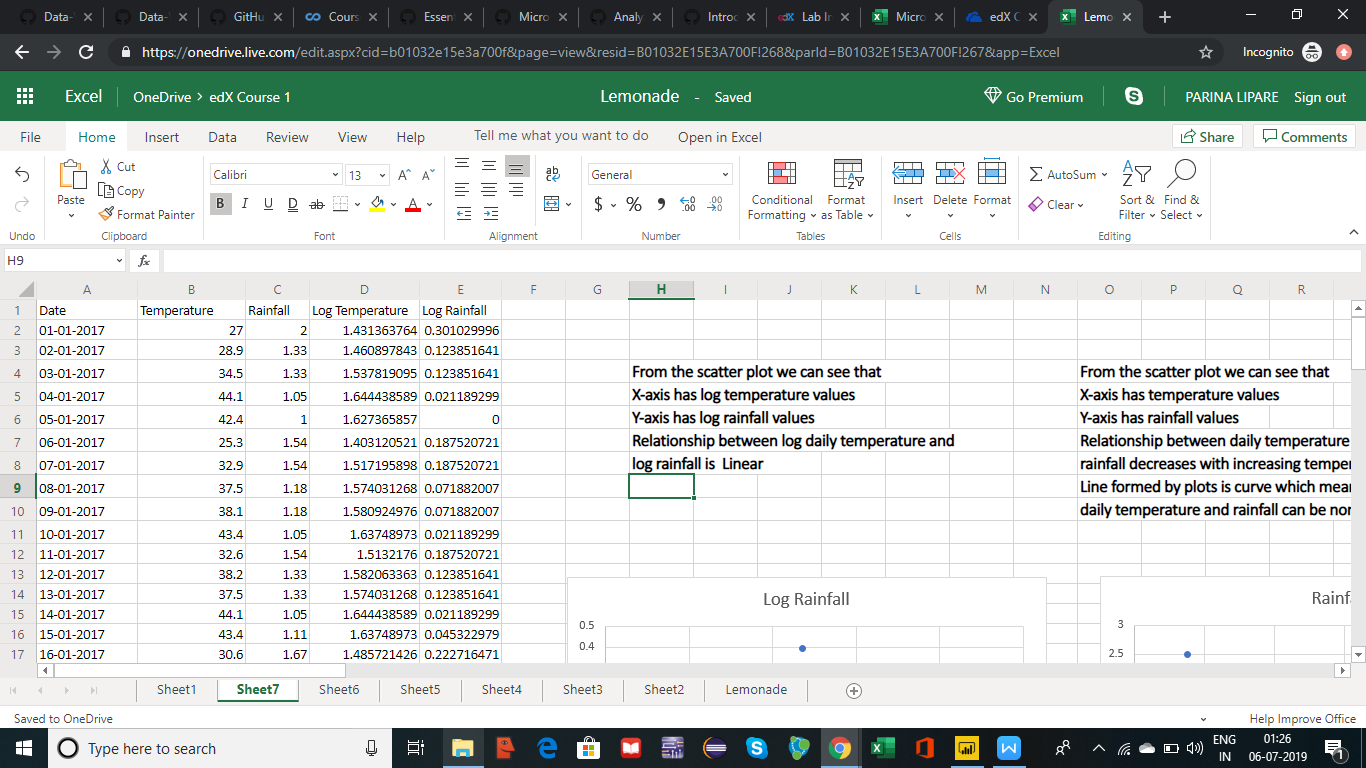 Data-
Data-
GitHu
Cours
Essen
Micro
Analy
Introc
edX Lab In
Micro
edX C
Lemo
https://onedrive.live.com/edit.aspx?cid=b01032e15e3a700f&page=view&resid=B01032E15E3A700F!268&parId=B01032E15E3A700F!267&app=Excel
Incognito
Excel OneDrive > edX Course 1 Lemonade - Saved Go Premium PARINA LIPARE Sign out
File Home Insert Data Review View Help Tell me what you want to do Open in Excel Share Comments
Paste Cut Copy Format Painter
Calibri 13 A A
B I U D ab A
ab c
General
$ % 9 .00 .00
Conditional Formatting Format as Table
Insert Delete Format
AutoSum Clear
Sort & Filter Find & Select
Undo Clipboard Font Alignment Number Tables Cells Editing
H9 fx
A B C D E F G H I J K L M N O P Q R
1 Date Temperature Rainfall Log Temperature Log Rainfall
2 01-01-2017 27 2 1.431363764 0.301029996
3 02-01-2017 28.9 1.33 1.460897843 0.123851641
4 03-01-2017 34.5 1.33 1.537819095 0.123851641 From the scatter plot we can see that From the scatter plot we can see that
5 04-01-2017 44.1 1.05 1.644438589 0.021189299 X-axis has log temperature values X-axis has temperature values
6 05-01-2017 42.4 1 1.627365857 0 Y-axis has log rainfall values Y-axis has rainfall values
7 06-01-2017 25.3 1.54 1.403120521 0.187520721 Relationship between log daily temperature and Relationship between daily temperature
8 07-01-2017 32.9 1.54 1.517195898 0.187520721 log rainfall is Linear rainfall decreases with increasing tempe
9 08-01-2017 37.5 1.18 1.574031268 0.071882007 Line formed by plots is curve which mea
10 09-01-2017 38.1 1.18 1.580924976 0.071882007 daily temperature and rainfall can be nor
11 10-01-2017 43.4 1.05 1.63748973 0.021189299
12 11-01-2017 32.6 1.54 1.5132176 0.187520721
13 12-01-2017 38.2 1.33 1.582063363 0.123851641
14 13-01-2017 37.5 1.33 1.574031268 0.123851641
15 14-01-2017 44.1 1.05 1.644438589 0.021189299
16 15-01-2017 43.4 1.11 1.63748973 0.045322979
17 16-01-2017 30.6 1.67 1.485721426 0.222716471
Log Rainfall
0.5
0.4
Rainf
3
2.5
Sheet1 Sheet7 Sheet6 Sheet5 Sheet4 Sheet3 Sheet2 Lemonade
Saved to OneDrive Help Improve Office
Type here to search
ENG
IN
01:26
06-07-2019
1